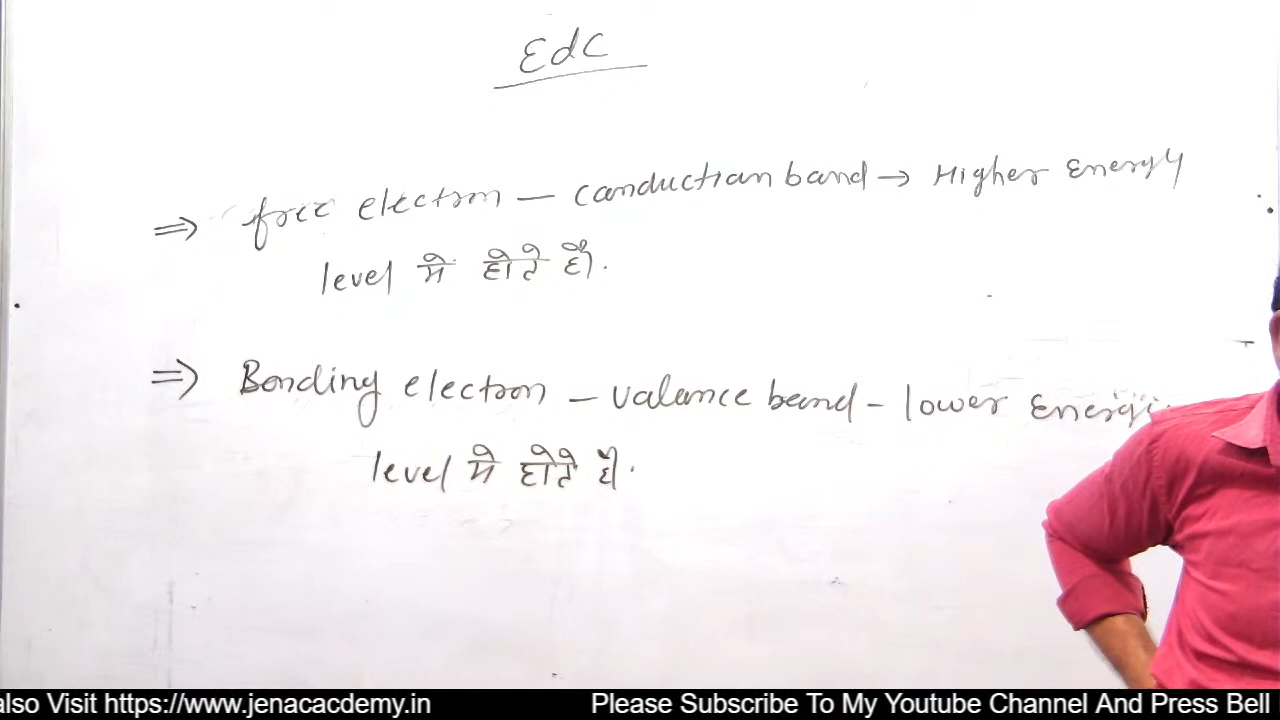 EdC
⇒ free electron — conduction band → Higher Energy
level मे होते हैं.
⇒ Bonding electron – valance band – lower Energy
level मे होते हैं.
also Visit https://www.jenacacdemy.in Please Subscribe To My Youtube Channel And Press Bell